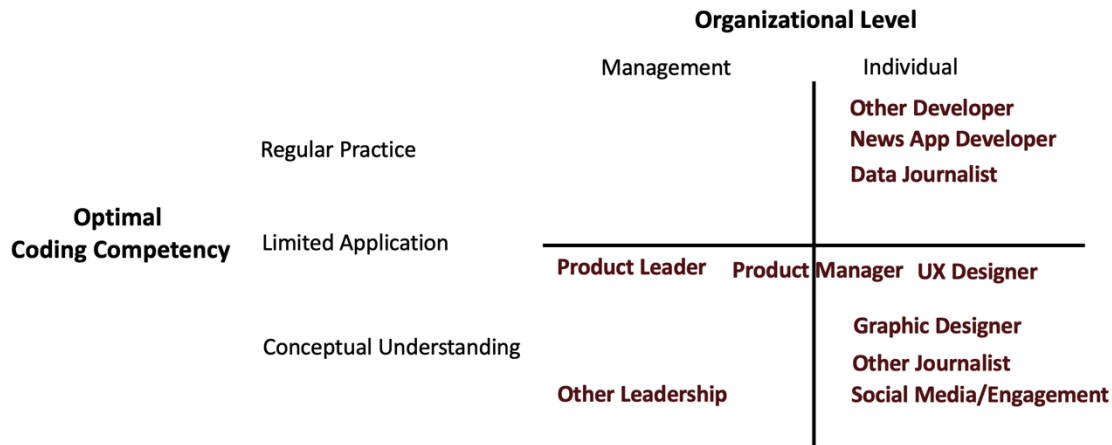 Organizational Level
Management Individual
Other Developer
News App Developer
Regular Practice
Data Journalist
Optimal
Coding Competency
Limited Application
Product Leader Product Manager UX Designer
Graphic Designer
Conceptual Understanding
Other Journalist
Other Leadership Social Media/Engagement